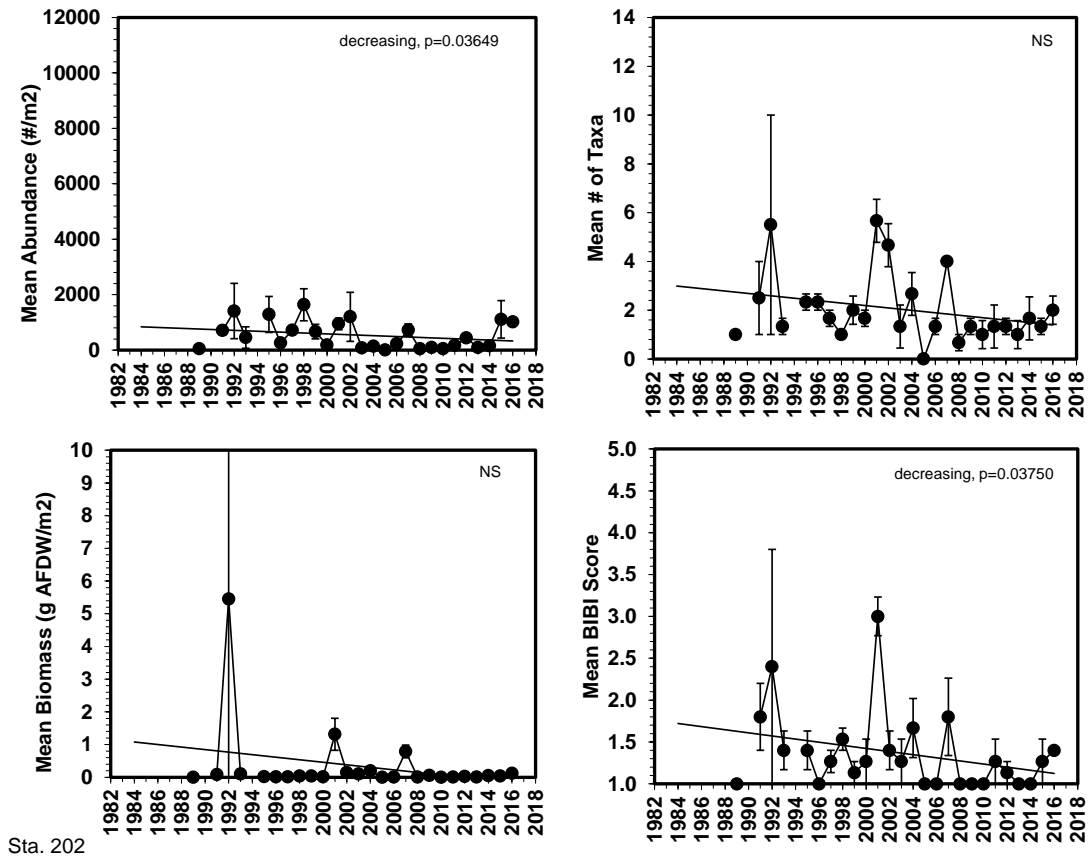 Mean Abundance (#/m2)
12000
10000
8000
6000
4000
2000
0
decreasing, p=0.03649
1982 1984 1986 1988 1990 1992 1994 1996 1998 2000 2002 2004 2006 2008 2010 2012 2014 2016 2018
Mean # of Taxa
14
12
10
8
6
4
2
0
NS
1982 1984 1986 1988 1990 1992 1994 1996 1998 2000 2002 2004 2006 2008 2010 2012 2014 2016 2018
Mean Biomass (g AFDW/m2)
10
9
8
7
6
5
4
3
2
1
0
NS
1982 1984 1986 1988 1990 1992 1994 1996 1998 2000 2002 2004 2006 2008 2010 2012 2014 2016 2018
Mean BIBI Score
5.0
4.5
4.0
3.5
3.0
2.5
2.0
1.5
1.0
decreasing, p=0.03750
1982 1984 1986 1988 1990 1992 1994 1996 1998 2000 2002 2004 2006 2008 2010 2012 2014 2016 2018
Sta. 202